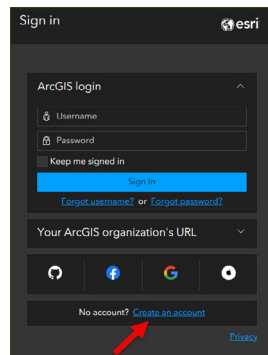 Sign in
esri
ArcGIS login
Username
Password
Keep me signed in
Sign In
Forgot username? or Forgot password?
Your ArcGIS organization's URL
No account? Create an account
Privacy